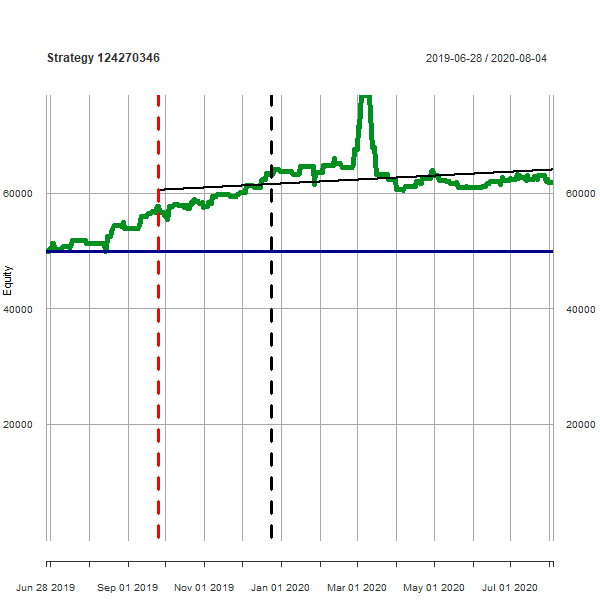 Strategy 124270346
2019-06-28 / 2020-08-04
Equity
60000
60000
40000
40000
20000
20000
Jun 28 2019
Sep 01 2019
Nov 01 2019
Jan 01 2020
Mar 01 2020
May 01 2020
Jul 01 2020